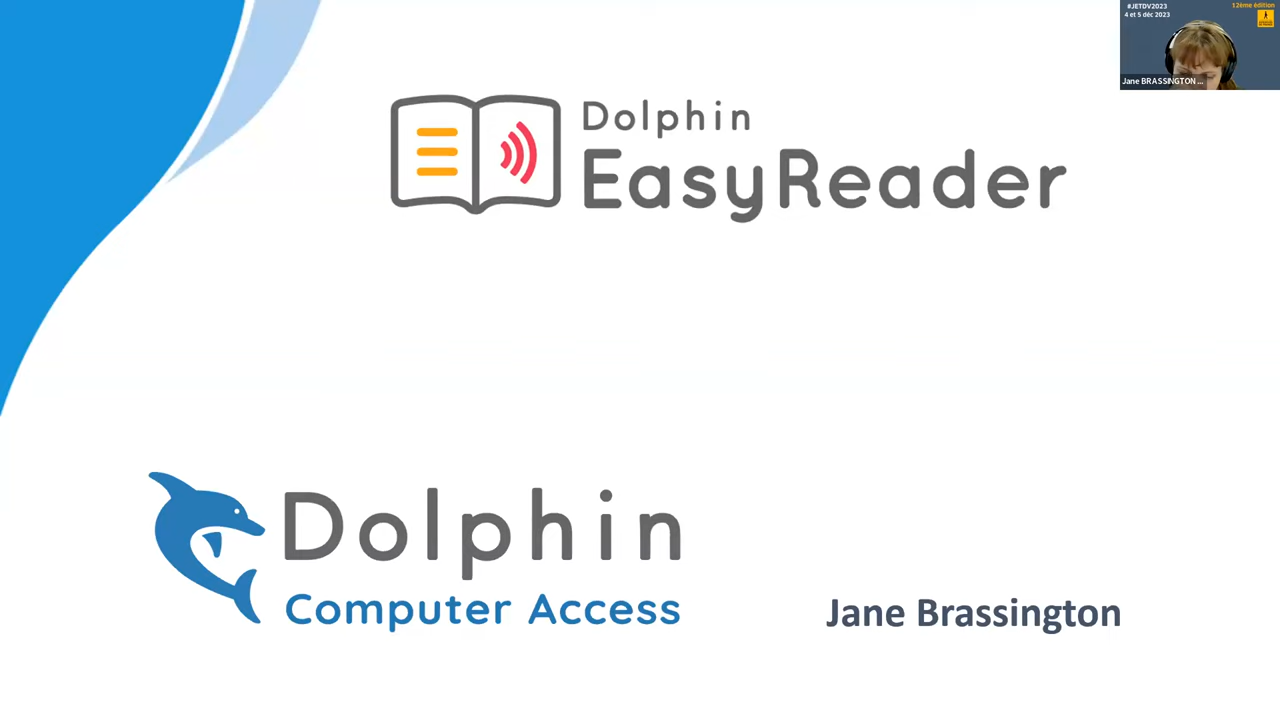 #JETDV2023
4 et 5 déc 2023
12ème édition
Jane BRASSINGTON ...
Dolphin
EasyReader
Dolphin
Computer Access
Jane Brassington